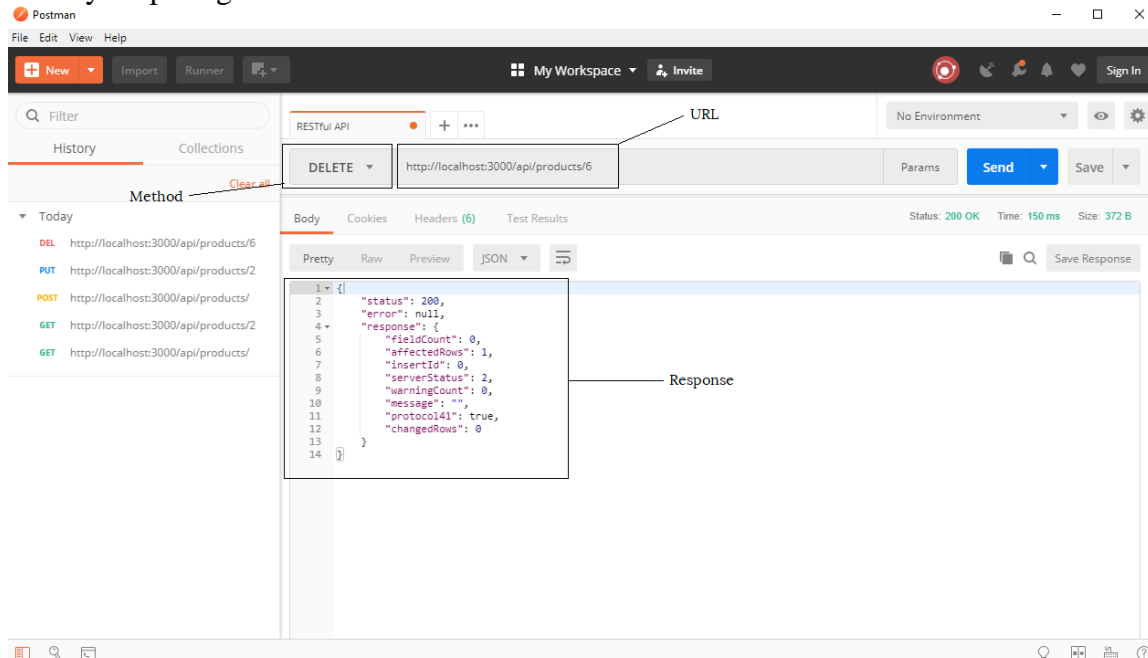 Postman
File Edit View Help
New Import Runner My Workspace Invite Sign In
Filter
History Collections
Clear all
Today
DEL http://localhost:3000/api/products/6
PUT http://localhost:3000/api/products/2
POST http://localhost:3000/api/products/
GET http://localhost:3000/api/products/2
GET http://localhost:3000/api/products/
RESTful API
URL
No Environment
DELETE http://localhost:3000/api/products/6 Params Send Save
Method
Body Cookies Headers (6) Test Results Status: 200 OK Time: 150 ms Size: 372 B
Pretty Raw Preview JSON Save Response
1 {
2 "status": 200,
3 "error": null,
4 "response": {
5 "fieldCount": 0,
6 "affectedRows": 1,
7 "insertId": 0,
8 "serverStatus": 2,
9 "warningCount": 0,
10 "message": "",
11 "protocol41": true,
12 "changedRows": 0
13 }
14 }
Response